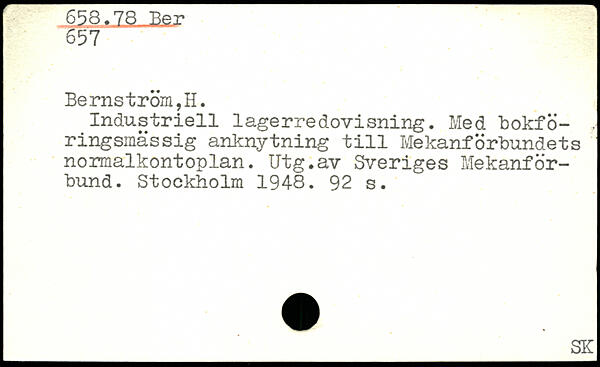 658.78 Ber
657
Bernström,H.
Industriell lagerredovisning. Med bokfö-
ringsmässig anknytning till Mekanförbundets
normalkontoplan. Utg.av Sveriges Mekanför-
bund. Stockholm 1948. 92 s.
SK